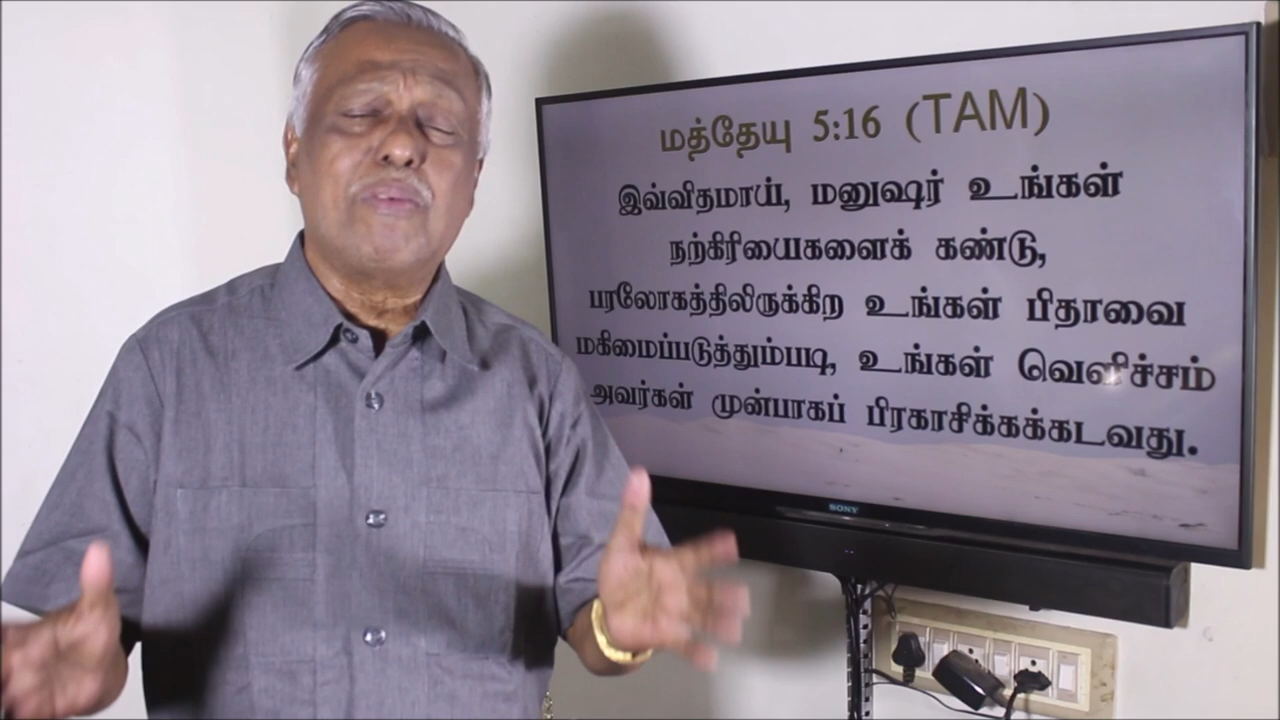 மத்தேயு 5:16 (TAM)
இவ்விதமாய், மனுஷர் உங்கள்
நற்கிரியைகளைக் கண்டு,
பரலோகத்திலிருக்கிற உங்கள் பிதாவை
மகிமைப்படுத்தும்படி, உங்கள் வெளிச்சம்
அவர்கள் முன்பாகப் பிரகாசிக்கக்கடவது.
SONY